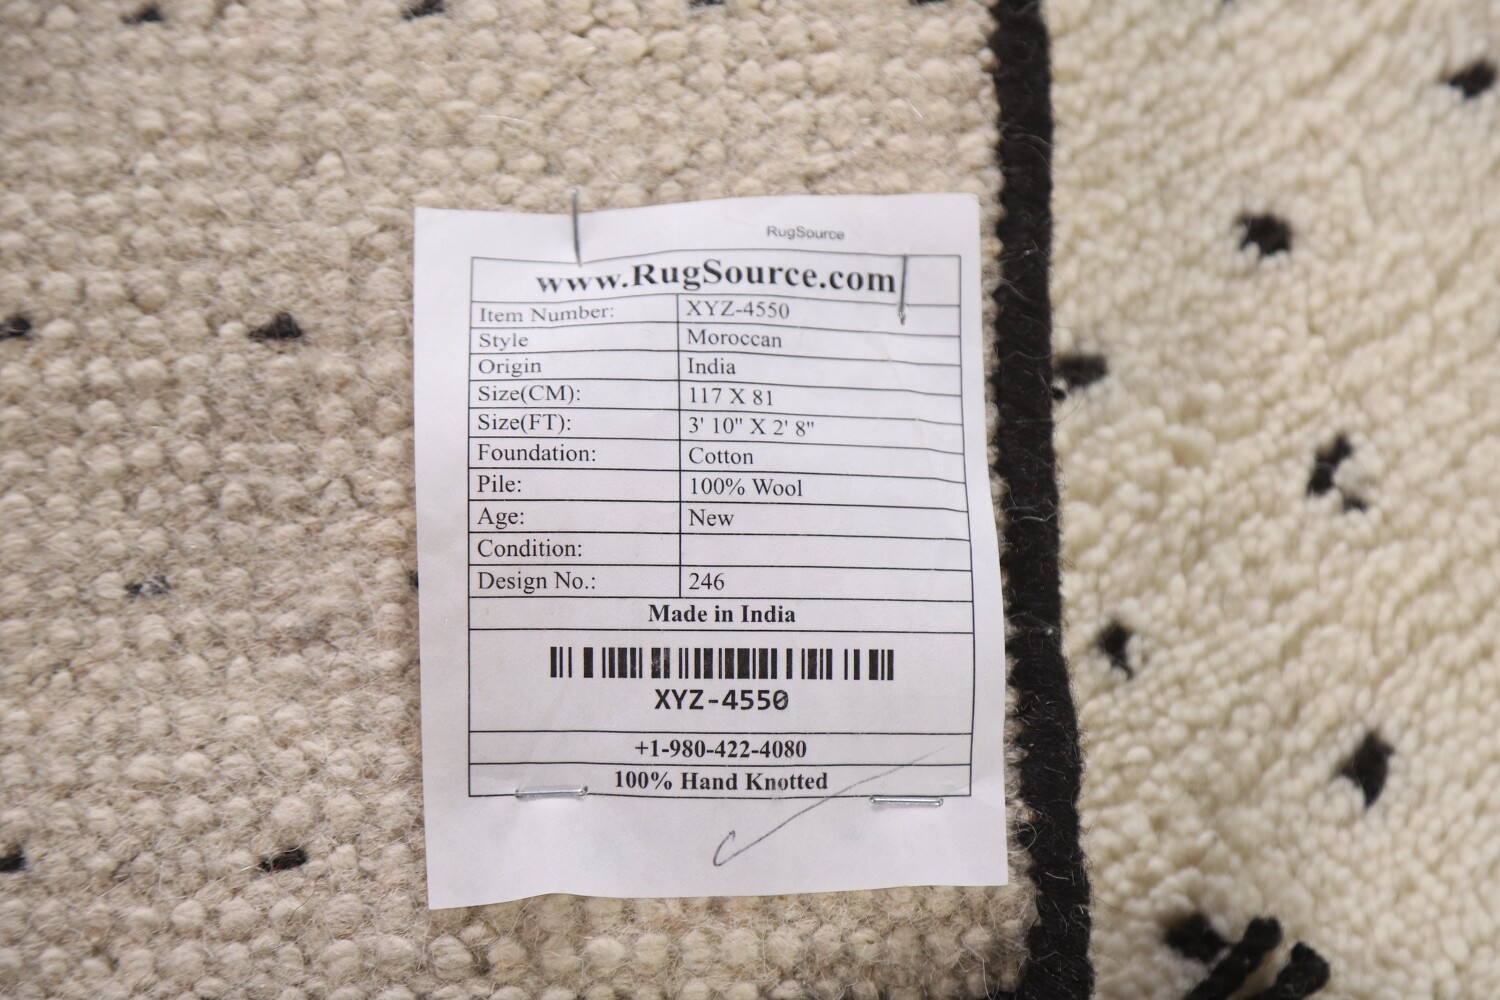 RugSource
www.RugSource.com
Item Number: XYZ-4550
Style Moroccan
Origin India
Size(CM): 117 X 81
Size(FT): 3' 10" X 2' 8"
Foundation: Cotton
Pile: 100% Wool
Age: New
Condition:
Design No.: 246
Made in India
XYZ-4550
+1-980-422-4080
100% Hand Knotted